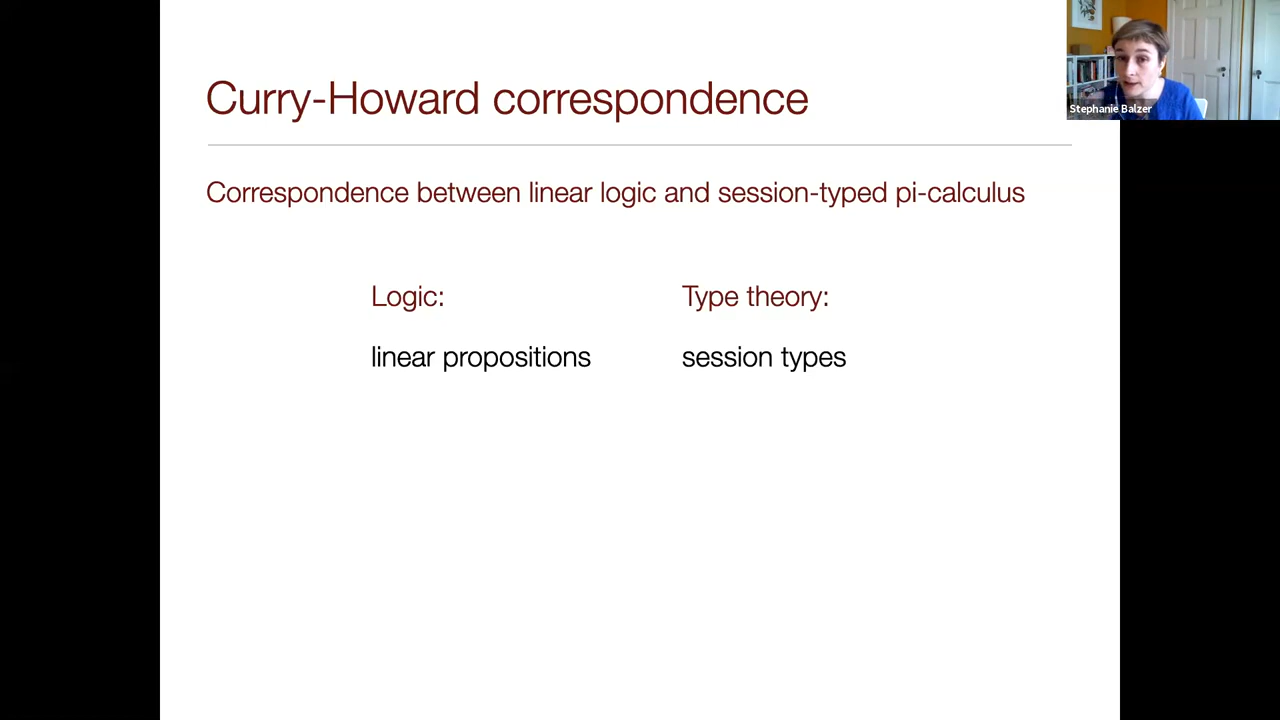 Curry-Howard correspondence
Stephanie Balzer
Correspondence between linear logic and session-typed pi-calculus
Logic:
Type theory:
linear propositions
session types